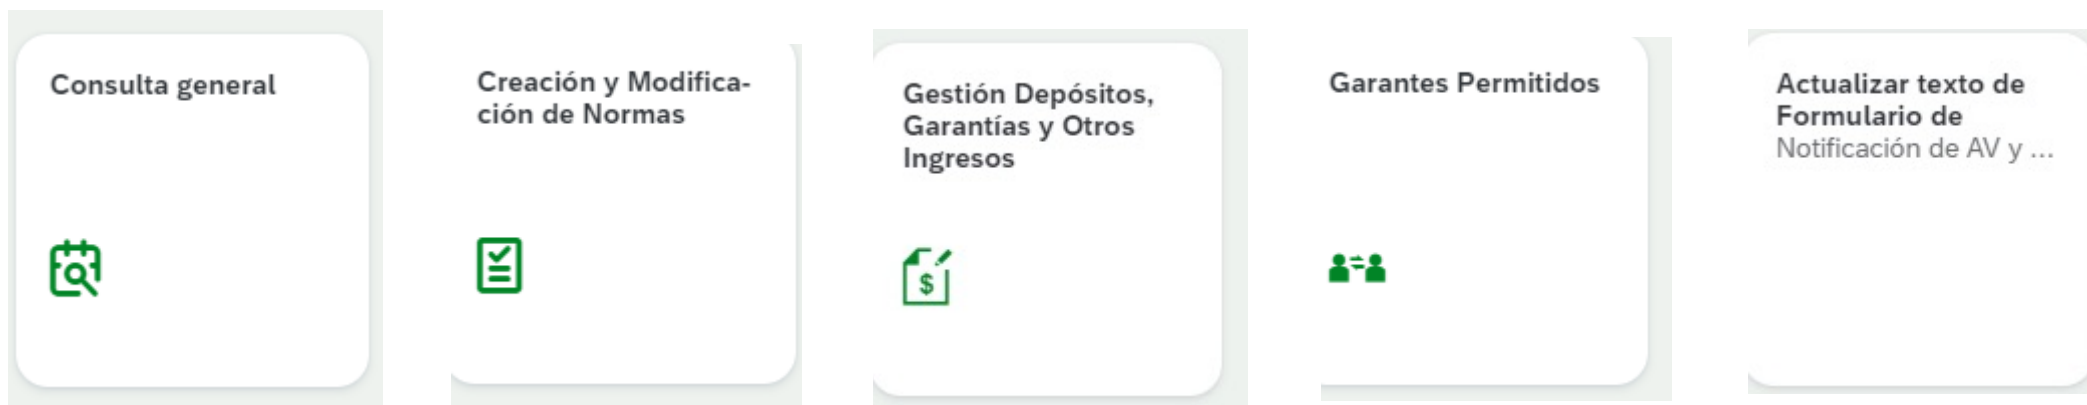 Consulta general
Creación y Modifica-
ción de Normas
Gestión Depósitos,
Garantías y Otros
Ingresos
$
Garantes Permitidos
Actualizar texto de
Formulario de
Notificación de AV y ...